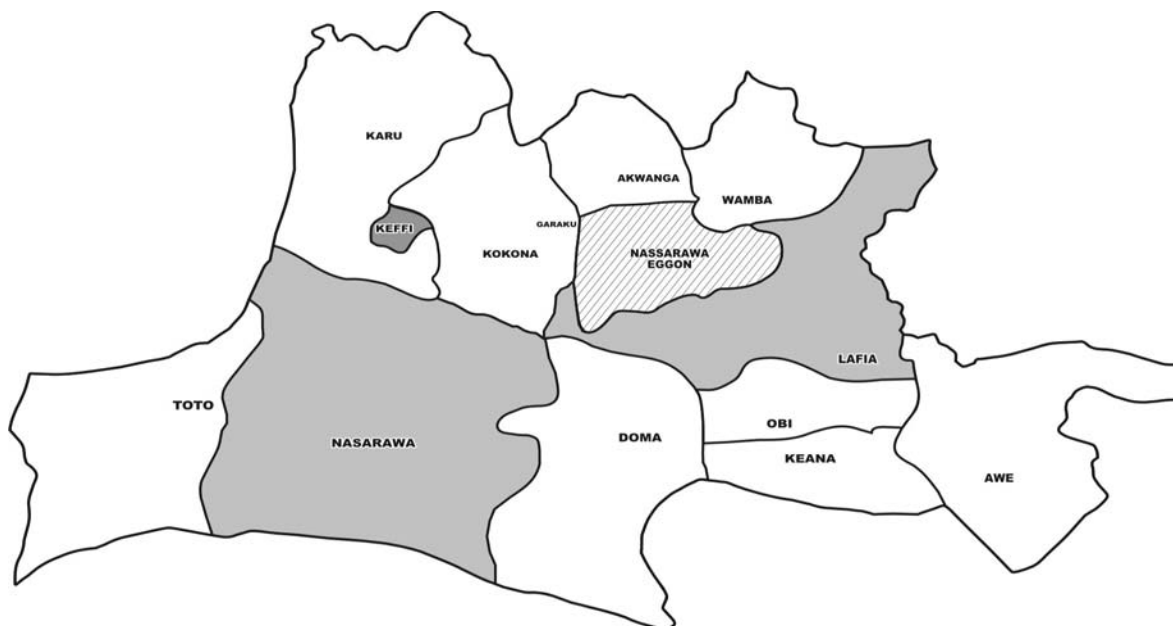 KARU
AKWANGA
WAMBA
KEFFI
GARAKU
KOKONA
NASSARAWA
EGGON
LAFIA
TOTO
NASARAWA
DOMA
OBI
KEANA
AWE